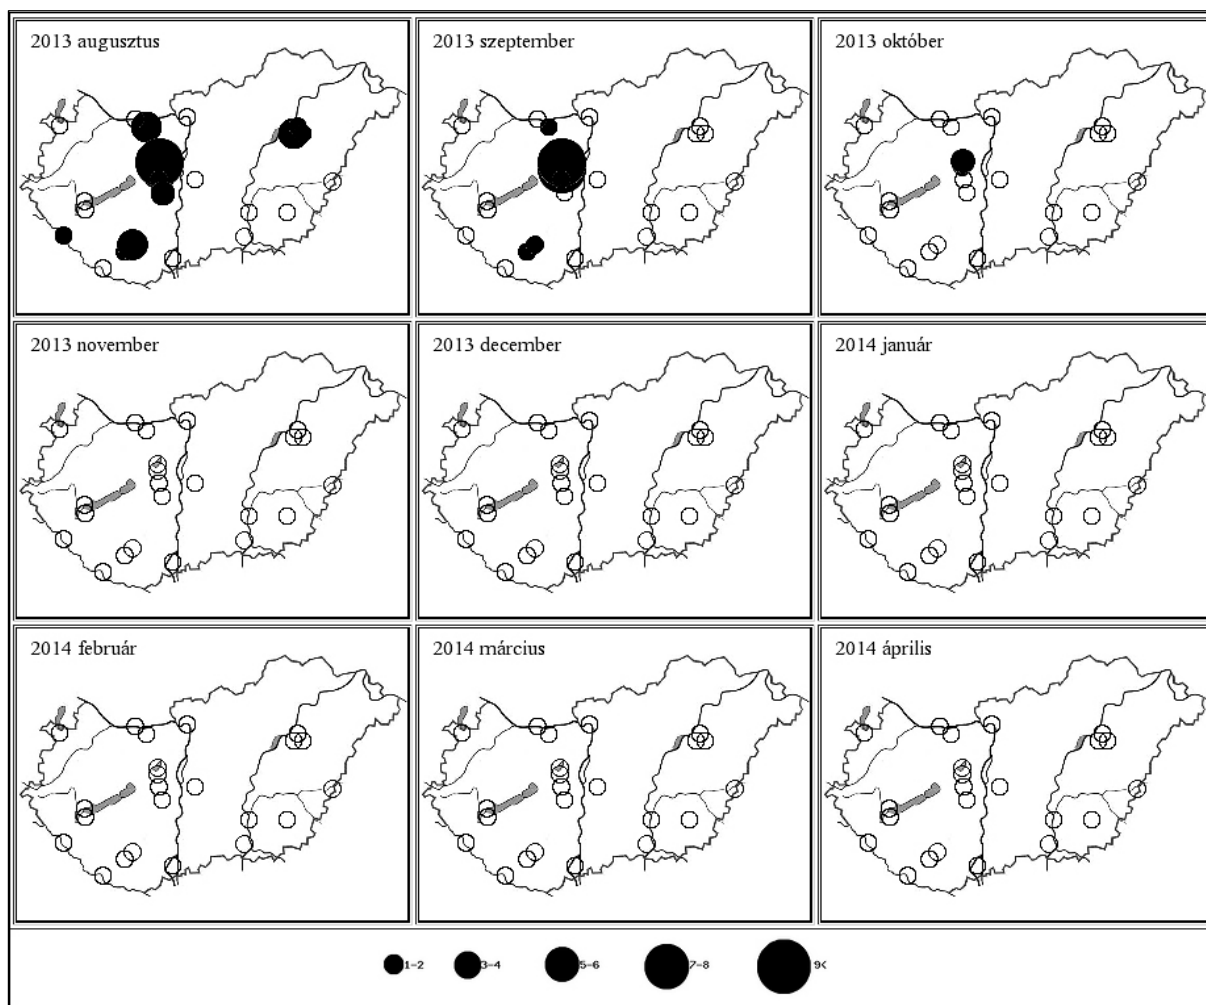 2013 augusztus
2013 szeptember
2013 október
2013 november
2013 december
2014 január
2014 február
2014 március
2014 április
1-2
3-4
5-6
7-8
9<